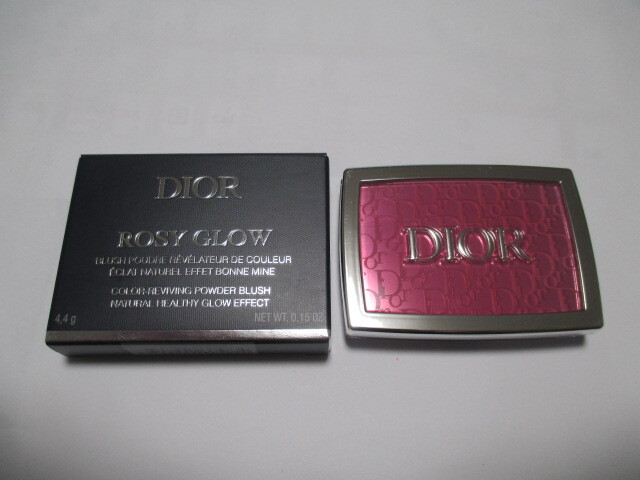 DIOR
ROSY GLOW
BLUSH POUDRE RÉVÉLATEUR DE COULEUR
ÉCLAT NATUREL EFFET BONNE MINE
COLOR-REVIVING POWDER BLUSH
NATURAL HEALTHY GLOW EFFECT
4,4 g NET WT. 0.15 OZ
DIOR